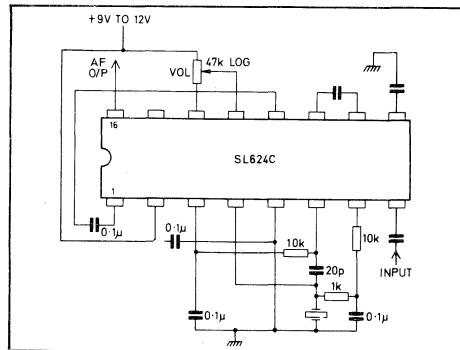 +9V TO 12V
AF
O/P
VOL
47k LOG
16
SL624C
1
0·1µ
0·1µ
10k
10k
20p
1k
INPUT
0·1µ
0·1µ